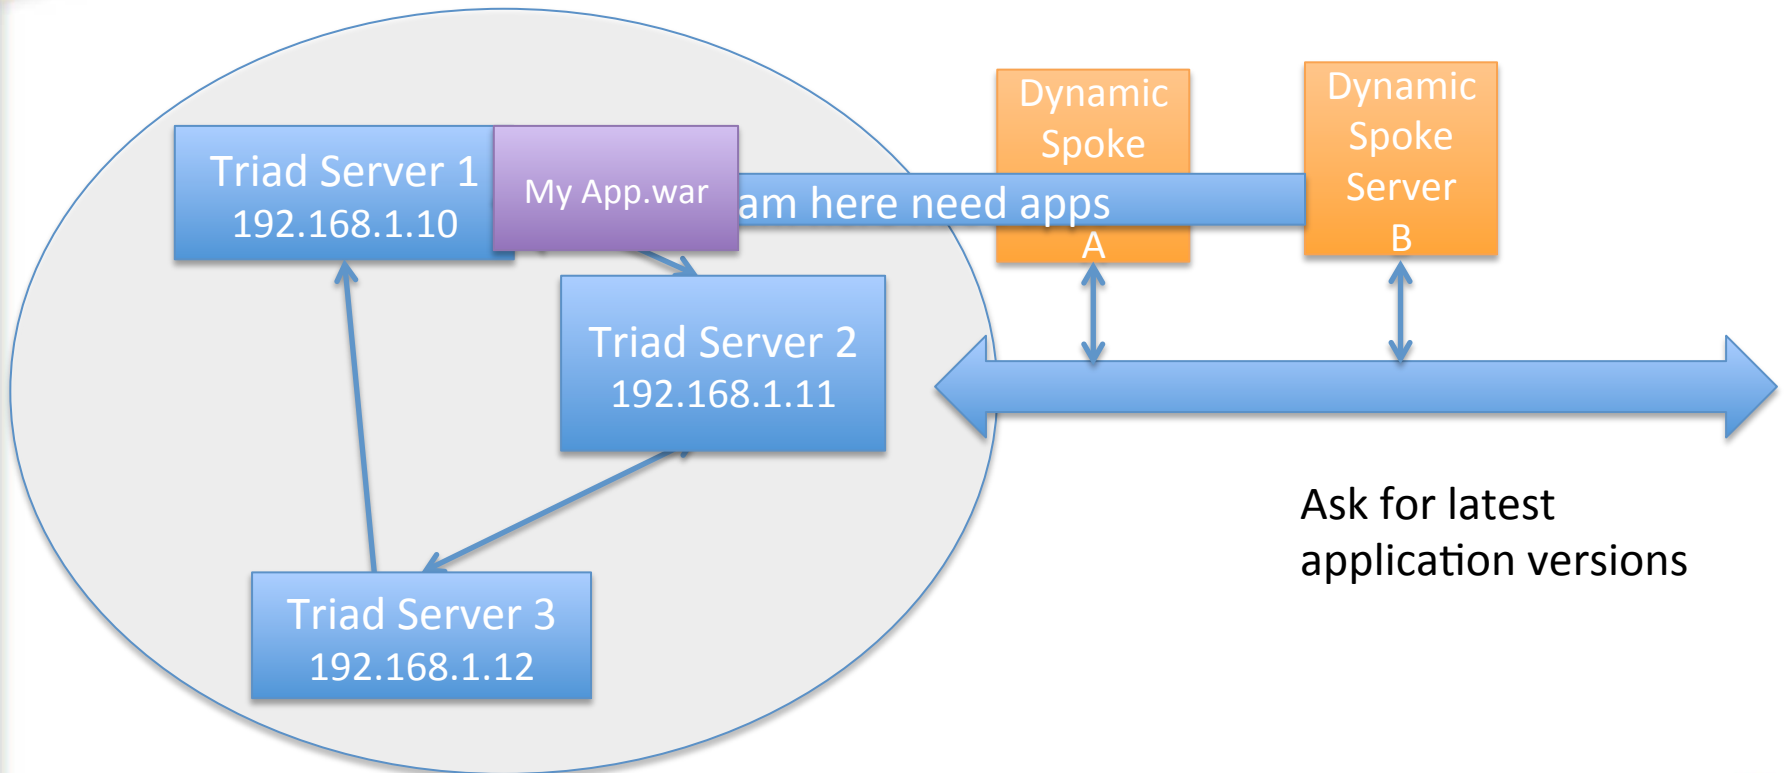 Triad Server 1
192.168.1.10
My App.war
am here need apps
Dynamic
Spoke
A
Dynamic
Spoke
Server
B
Triad Server 2
192.168.1.11
Triad Server 3
192.168.1.12
Ask for latest
application versions